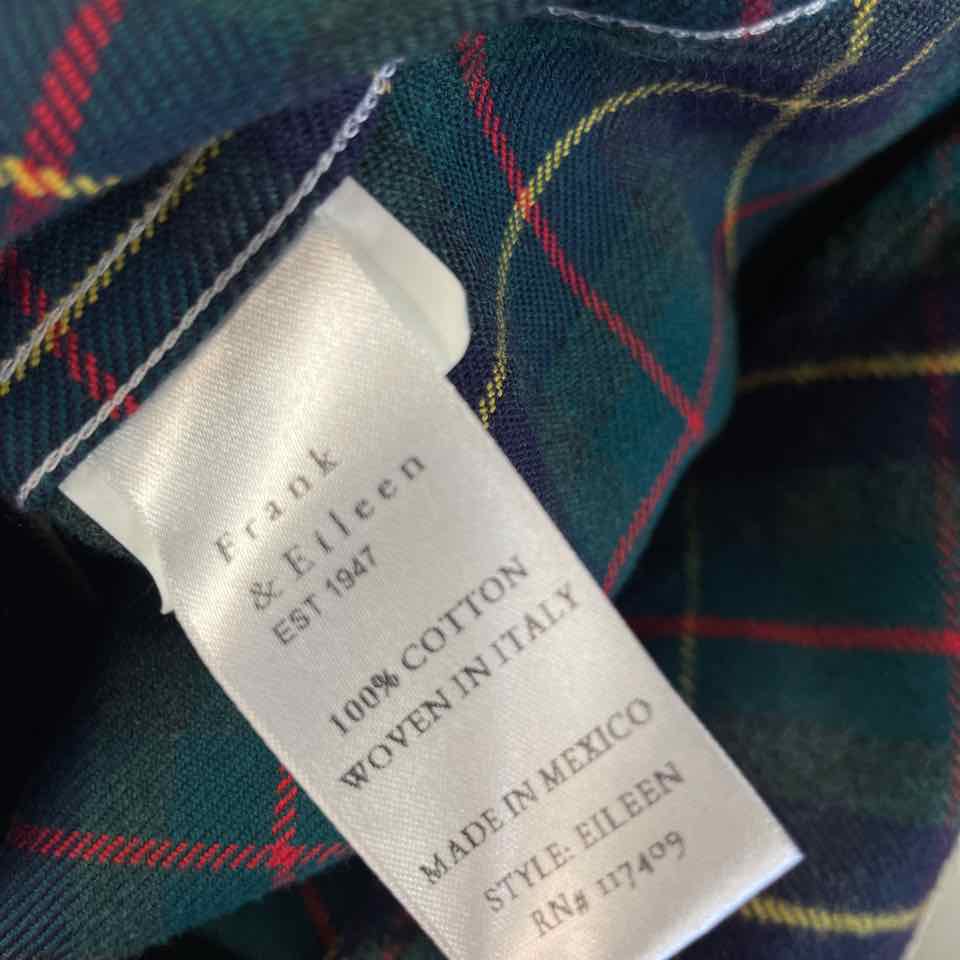 Frank
& Eileen
EST 1947
100% COTTON
WOVEN IN ITALY
MADE IN MEXICO
STYLE: EILEEN
RN# 117409